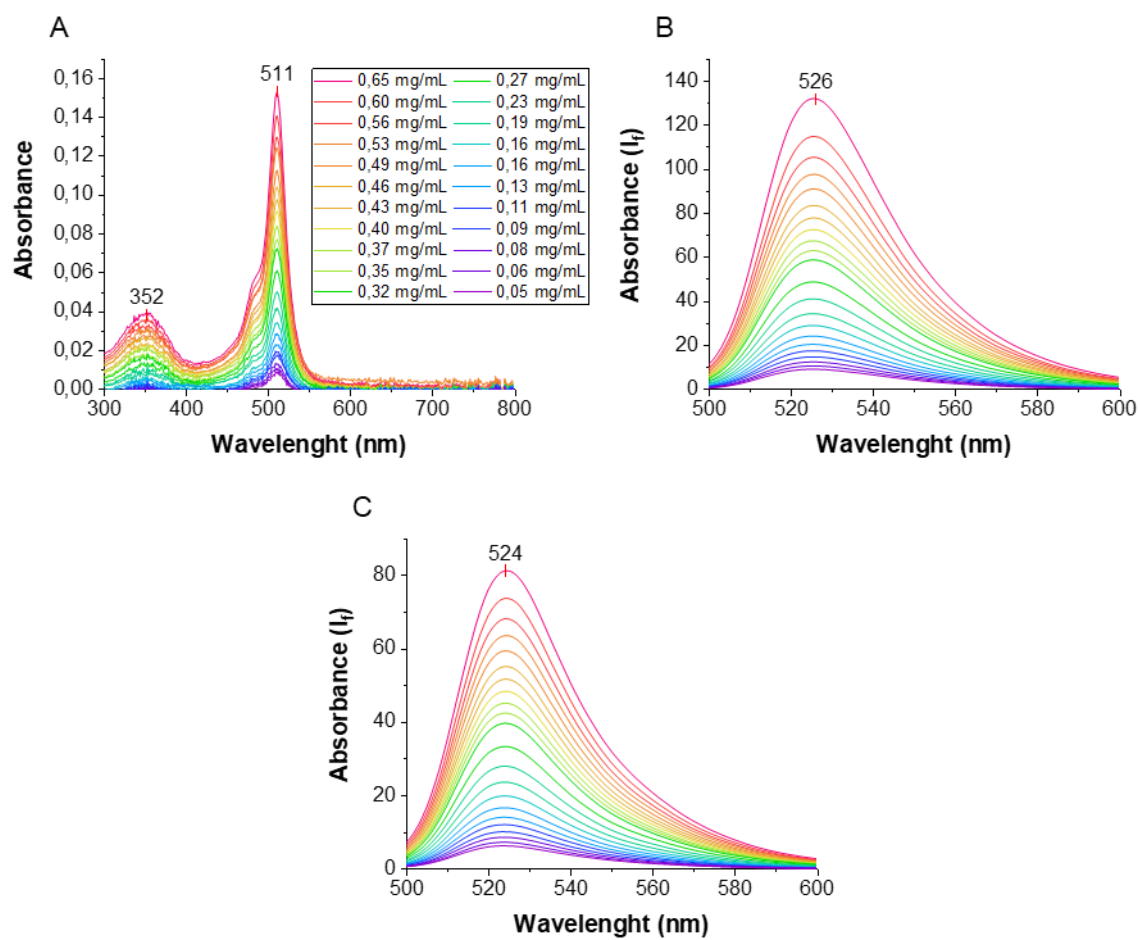 A
Absorbance
0,16
0,14
0,12
0,10
0,08
0,06
0,04
0,02
0,00
352
511
0,65 mg/mL 0,27 mg/mL
0,60 mg/mL 0,23 mg/mL
0,56 mg/mL 0,19 mg/mL
0,53 mg/mL 0,16 mg/mL
0,49 mg/mL 0,16 mg/mL
0,46 mg/mL 0,13 mg/mL
0,43 mg/mL 0,11 mg/mL
0,40 mg/mL 0,09 mg/mL
0,37 mg/mL 0,08 mg/mL
0,35 mg/mL 0,06 mg/mL
0,32 mg/mL 0,05 mg/mL
300 400 500 600 700 800
Wavelenght (nm)
B
Absorbance (If)
140
120
100
80
60
40
20
0
526
500 520 540 560 580 600
Wavelenght (nm)
C
Absorbance (If)
80
60
40
20
0
524
500 520 540 560 580 600
Wavelenght (nm)